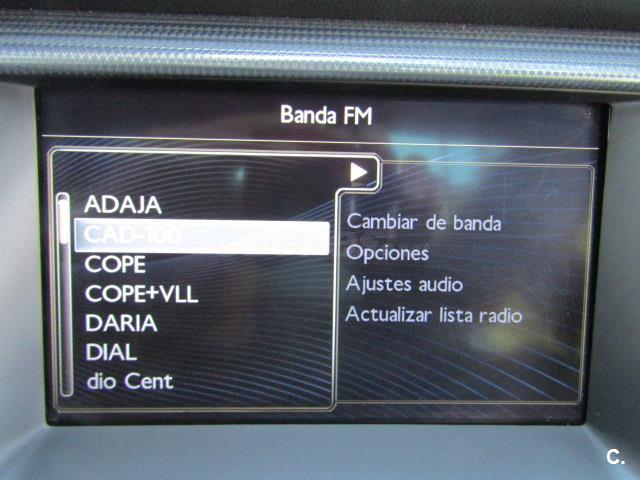 Banda FM
ADAJA
CAD-100
COPE
COPE+VLL
DARIA
DIAL
dio Cent
Cambiar de banda
Opciones
Ajustes audio
Actualizar lista radio
C.